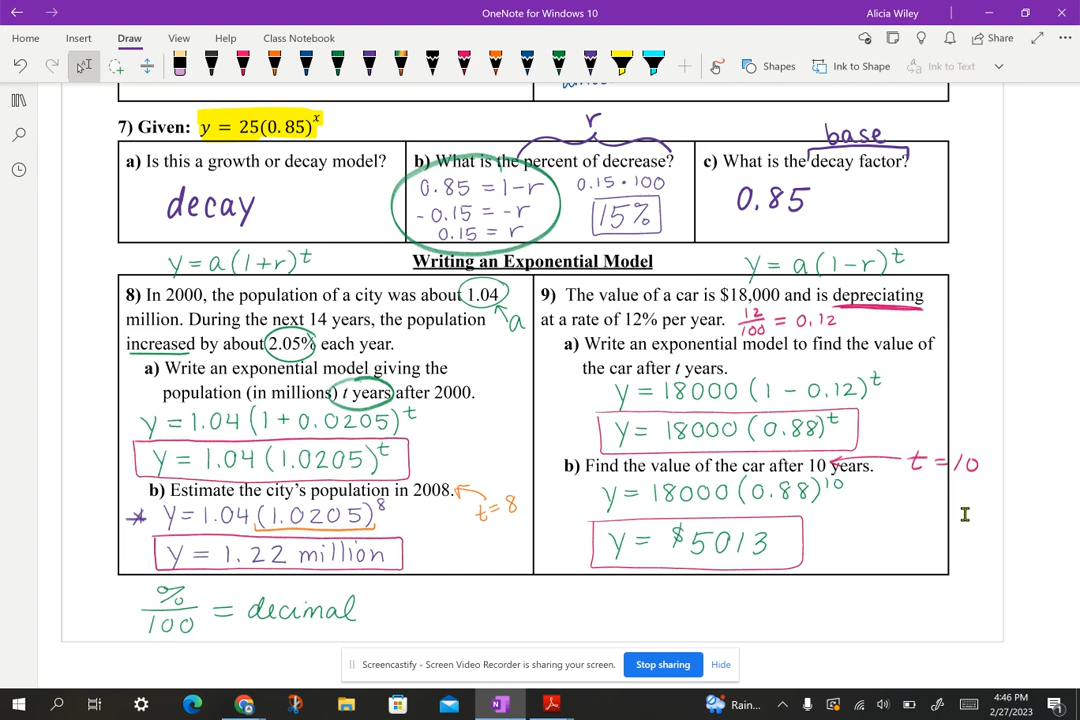 OneNote for Windows 10
Alicia Wiley
Home Insert Draw View Help Class Notebook
Share
Shapes Ink to Shape Ink to Text
7) Given: y = 25(0.85)^x
r
base
a) Is this a growth or decay model?
decay
b) What is the percent of decrease?
0.85 = 1-r
- 0.15 = -r
0.15 = r
0.15 · 100
15%
c) What is the decay factor?
0.85
y = a(1+r)^t
Writing an Exponential Model
y = a(1-r)^t
8) In 2000, the population of a city was about 1.04
million. During the next 14 years, the population
increased by about 2.05% each year.
a
a) Write an exponential model giving the
population (in millions) t years after 2000.
y = 1.04(1 + 0.0205)^t
y = 1.04(1.0205)^t
b) Estimate the city's population in 2008.
t = 8
* y = 1.04(1.0205)^8
y = 1.22 million
9) The value of a car is $18,000 and is depreciating
at a rate of 12% per year. 12/100 = 0.12
a) Write an exponential model to find the value of
the car after t years.
y = 18000(1 - 0.12)^t
y = 18000(0.88)^t
b) Find the value of the car after 10 years.
t = 10
y = 18000(0.88)^10
y = $5013
%/100 = decimal
Screencastify - Screen Video Recorder is sharing your screen.
Stop sharing
Hide
Rain...
4:46 PM
2/27/2023